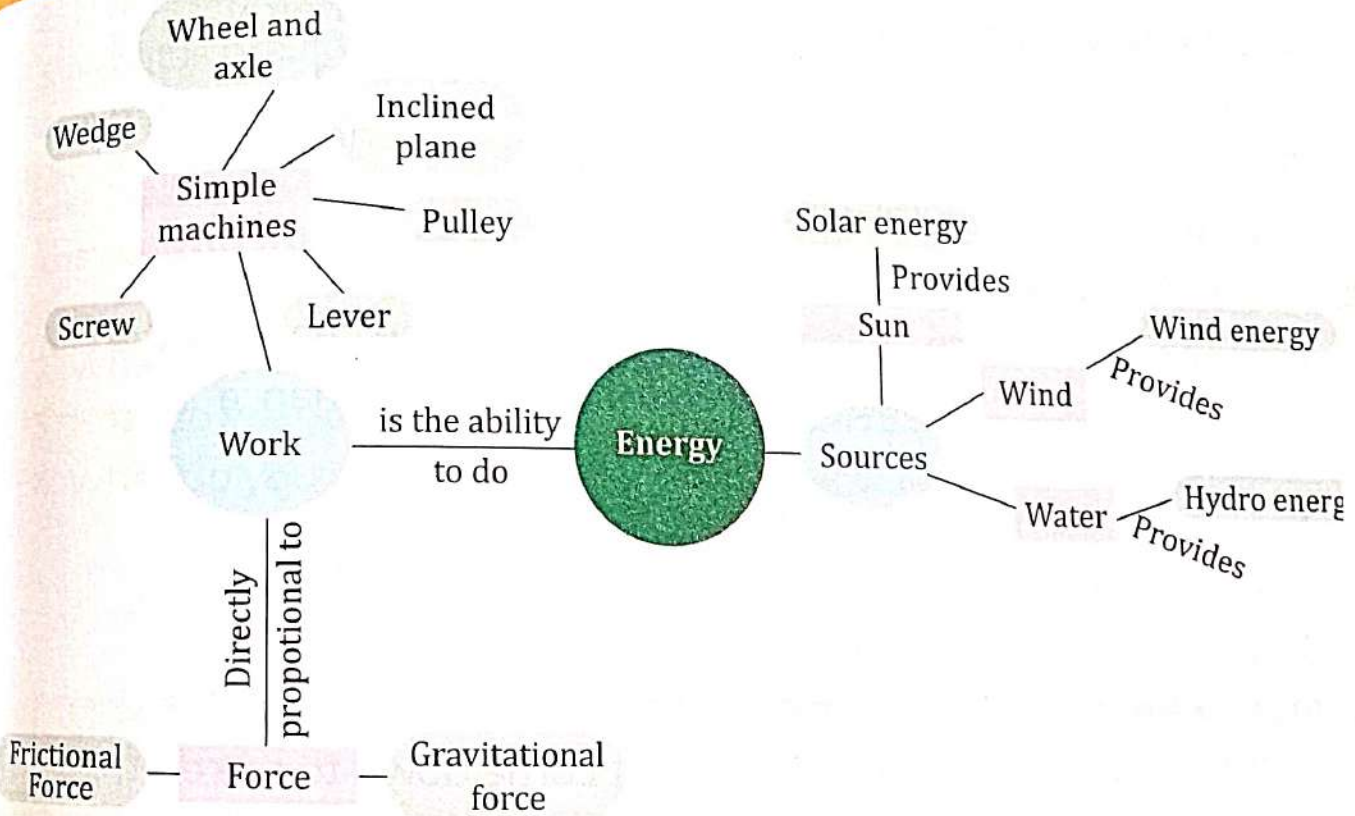 Wheel and
axle
Inclined
plane
Wedge
Simple
machines
Pulley
Screw
Lever
Solar energy
Provides
Sun
Wind energy
Provides
Wind
Work
is the ability
to do
Energy
Sources
Hydro energ
Provides
Water
Directly
propotional to
Frictional
Force
Force
Gravitational
force